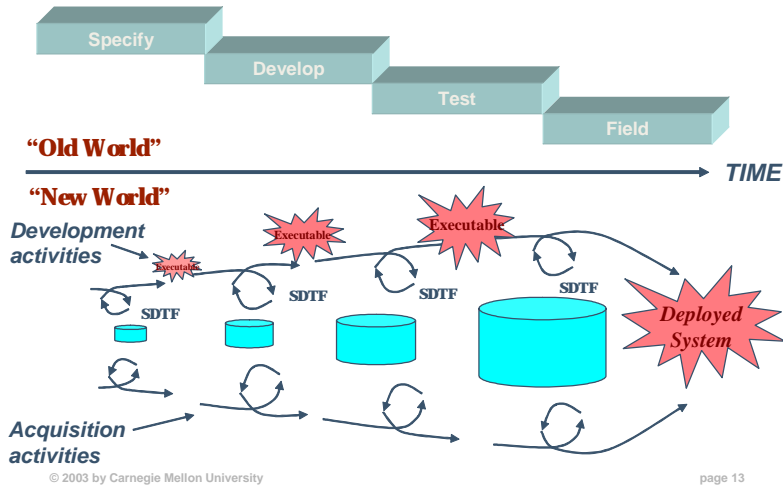 Specify
Develop
Test
Field
“Old World”
TIME
“New World”
Development
activities
Executable
Executable
Executable
SDTF
SDTF
SDTF
SDTF
Deployed
System
Acquisition
activities
© 2003 by Carnegie Mellon University
page 13